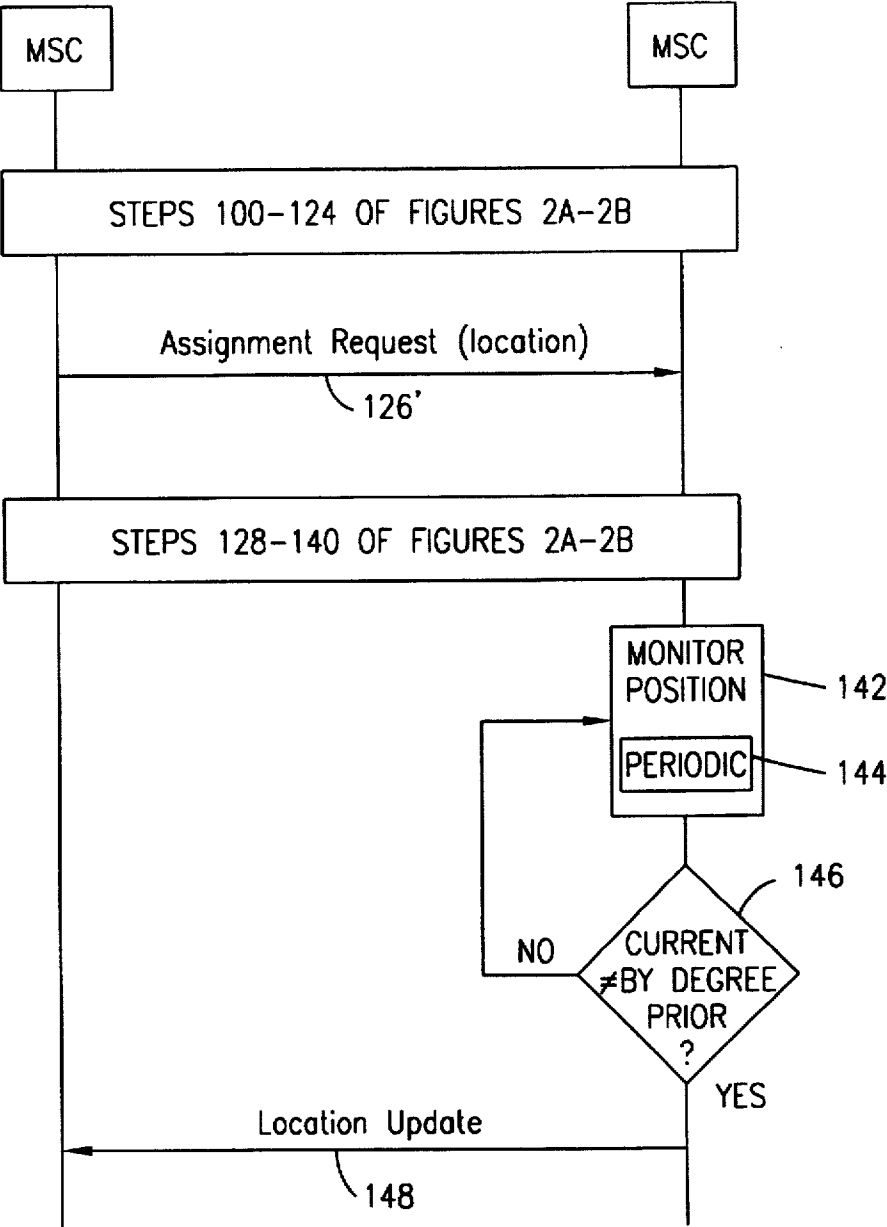 MSC
MSC
STEPS 100-124 OF FIGURES 2A-2B
Assignment Request (location)
126'
STEPS 128-140 OF FIGURES 2A-2B
MONITOR
POSITION
142
PERIODIC
144
146
NO
CURRENT
≠BY DEGREE
PRIOR
?
YES
Location Update
148